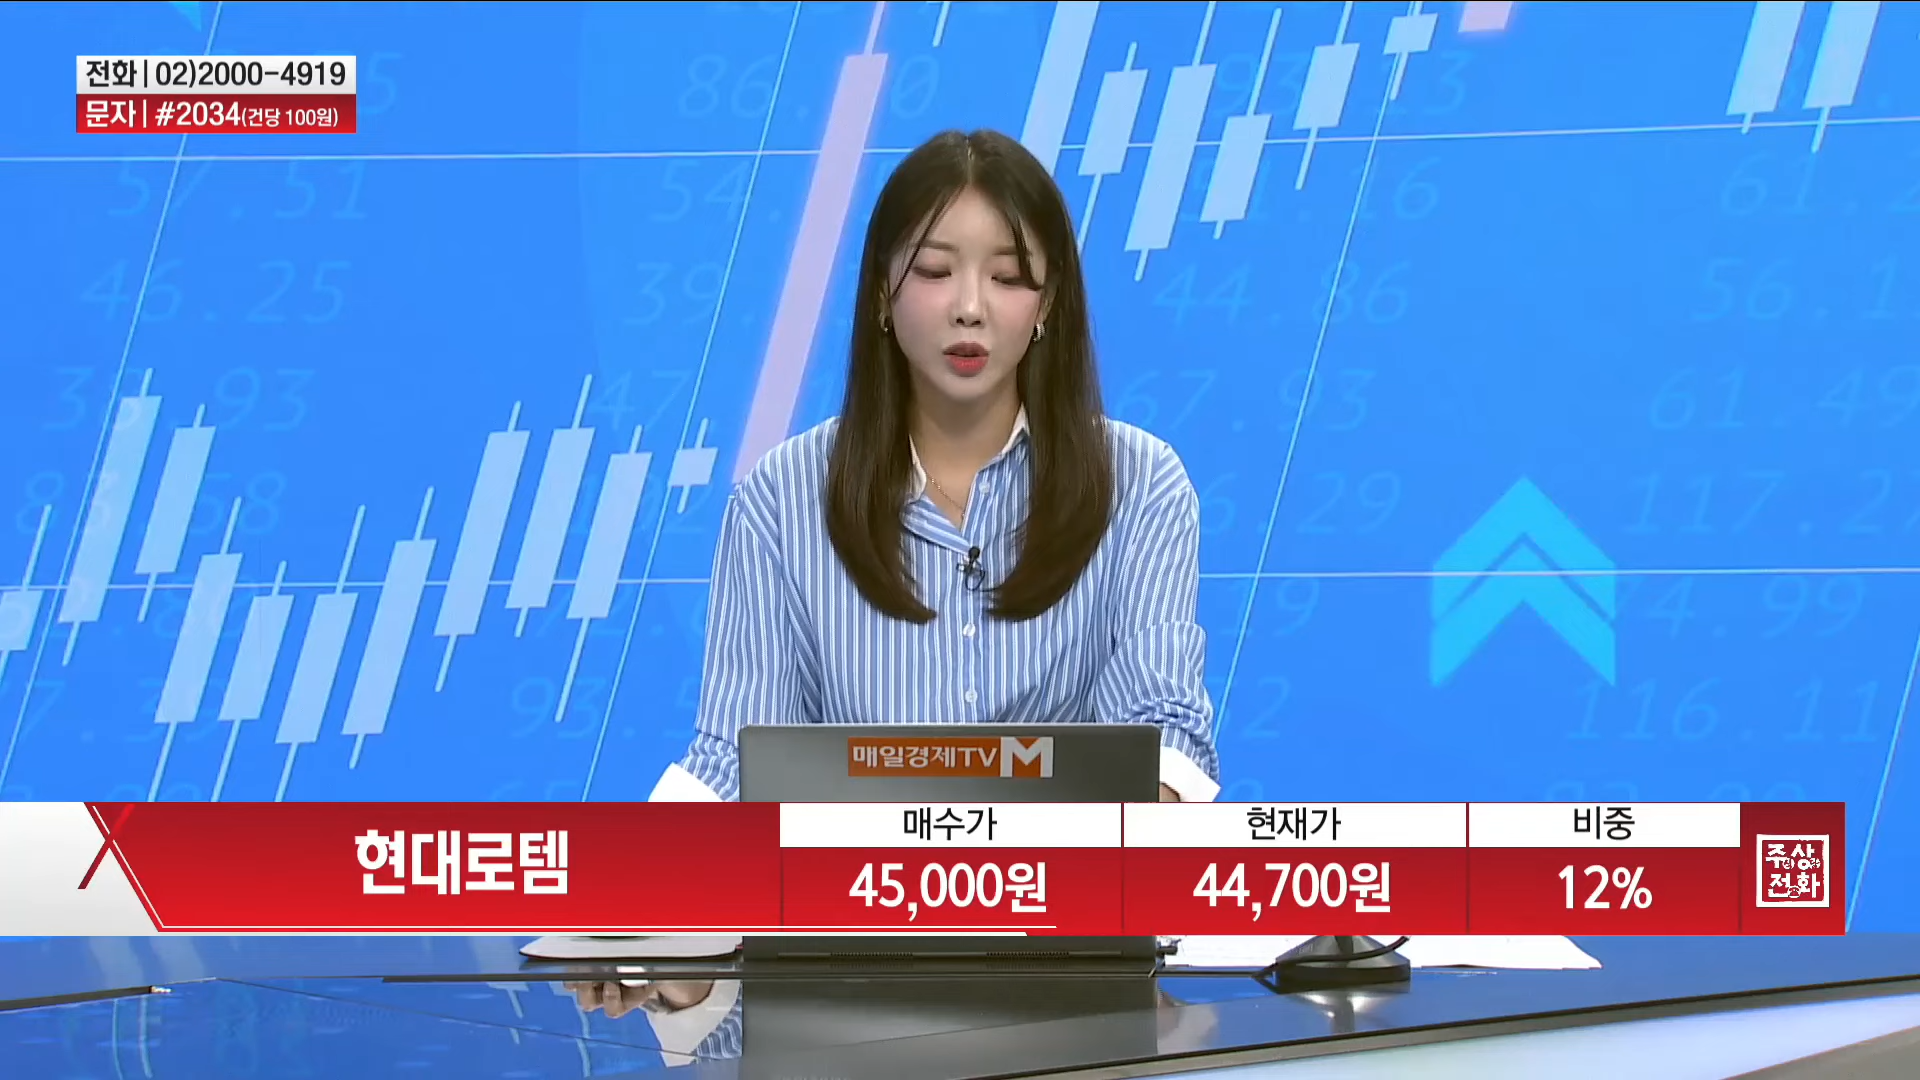 전화 | 02)2000-4919
문자 | #2034(건당 100원)
매일경제TV M
현대로템
매수가
45,000원
현재가
44,700원
비중
12%
주상
전화